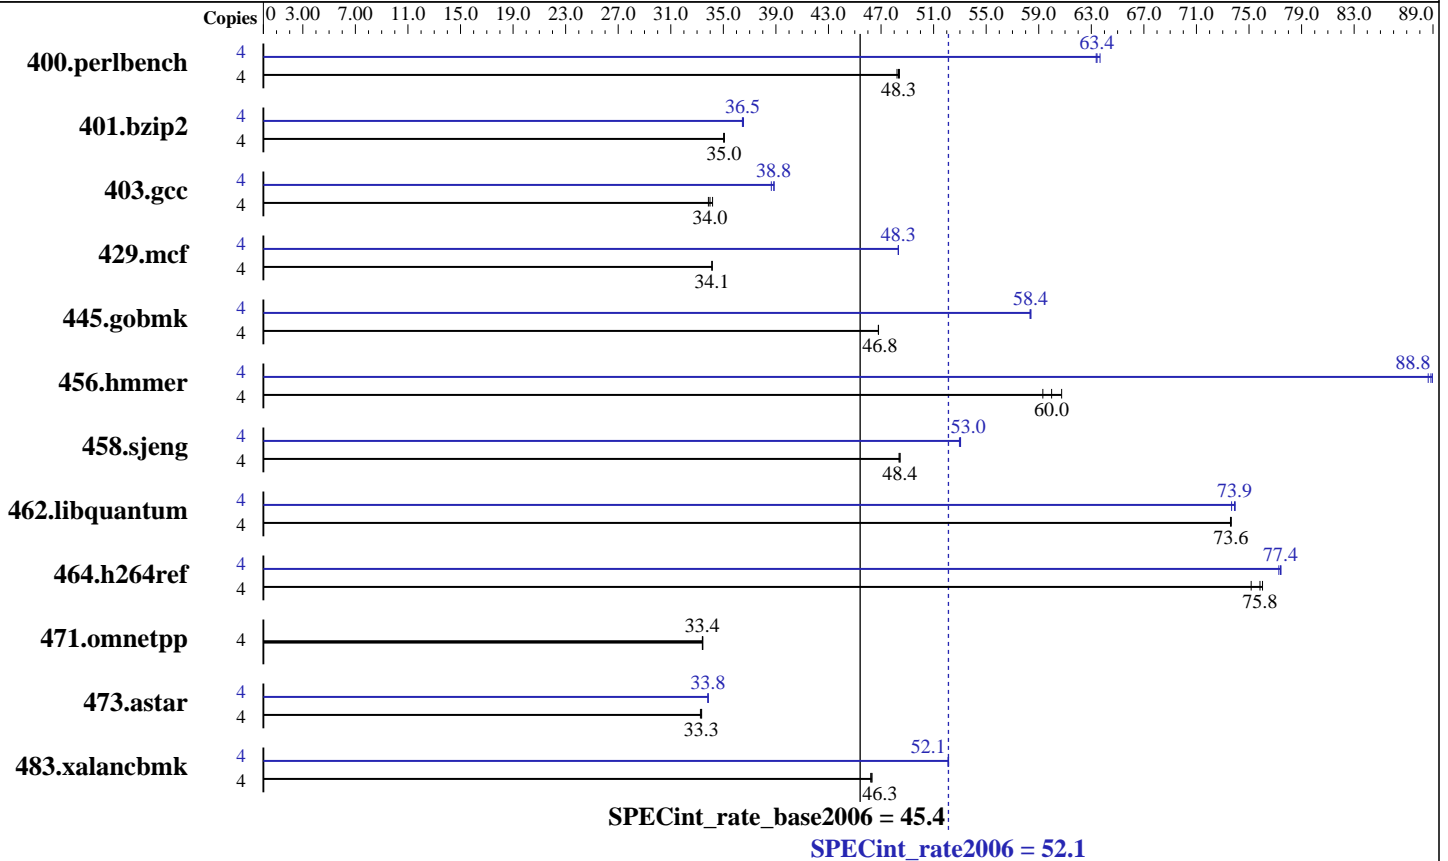 Copies 0 3.00 7.00 11.0 15.0 19.0 23.0 27.0 31.0 35.0 39.0 43.0 47.0 51.0 55.0 59.0 63.0 67.0 71.0 75.0 79.0 83.0 89.0
400.perlbench 4 63.4
4 48.3
401.bzip2 4 36.5
4 35.0
403.gcc 4 38.8
4 34.0
429.mcf 4 48.3
4 34.1
445.gobmk 4 58.4
4 46.8
456.hmmer 4 88.8
4 60.0
458.sjeng 4 53.0
4 48.4
462.libquantum 4 73.9
4 73.6
464.h264ref 4 77.4
4 75.8
471.omnetpp 4 33.4
473.astar 4 33.8
4 33.3
483.xalancbmk 4 52.1
4 46.3
SPECint_rate_base2006 = 45.4
SPECint_rate2006 = 52.1